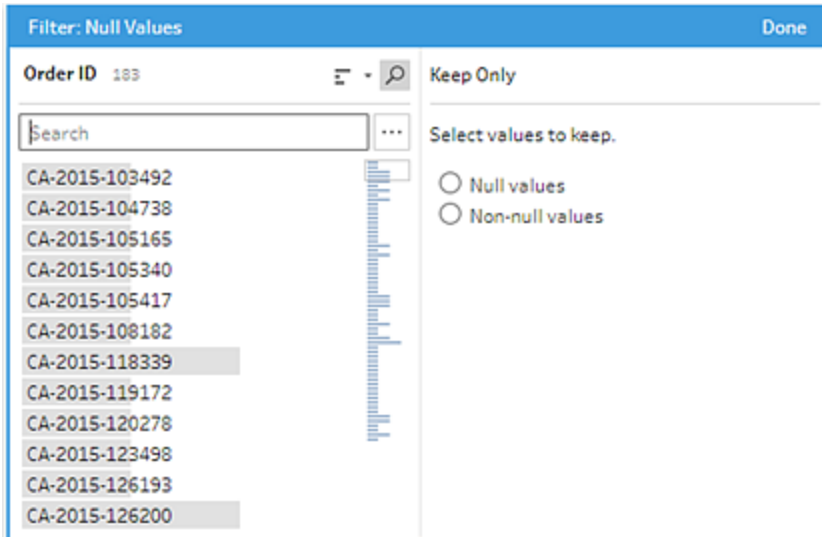 Filter: Null Values Done
Order ID 183
Keep Only
Search
Select values to keep.
CA-2015-103492
CA-2015-104738
CA-2015-105165
CA-2015-105340
CA-2015-105417
CA-2015-108182
CA-2015-118339
CA-2015-119172
CA-2015-120278
CA-2015-123498
CA-2015-126193
CA-2015-126200
Null values
Non-null values